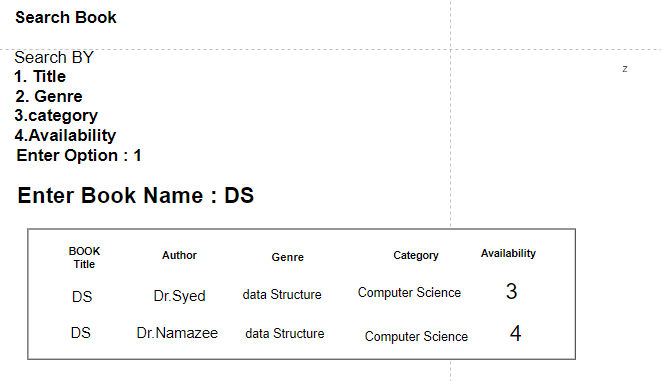 Search Book
Search BY
z
1. Title
2. Genre
3.category
4.Availability
Enter Option : 1
Enter Book Name : DS
BOOK Title Author Genre Category Availability
DS Dr.Syed data Structure Computer Science 3
DS Dr.Namazee data Structure Computer Science 4